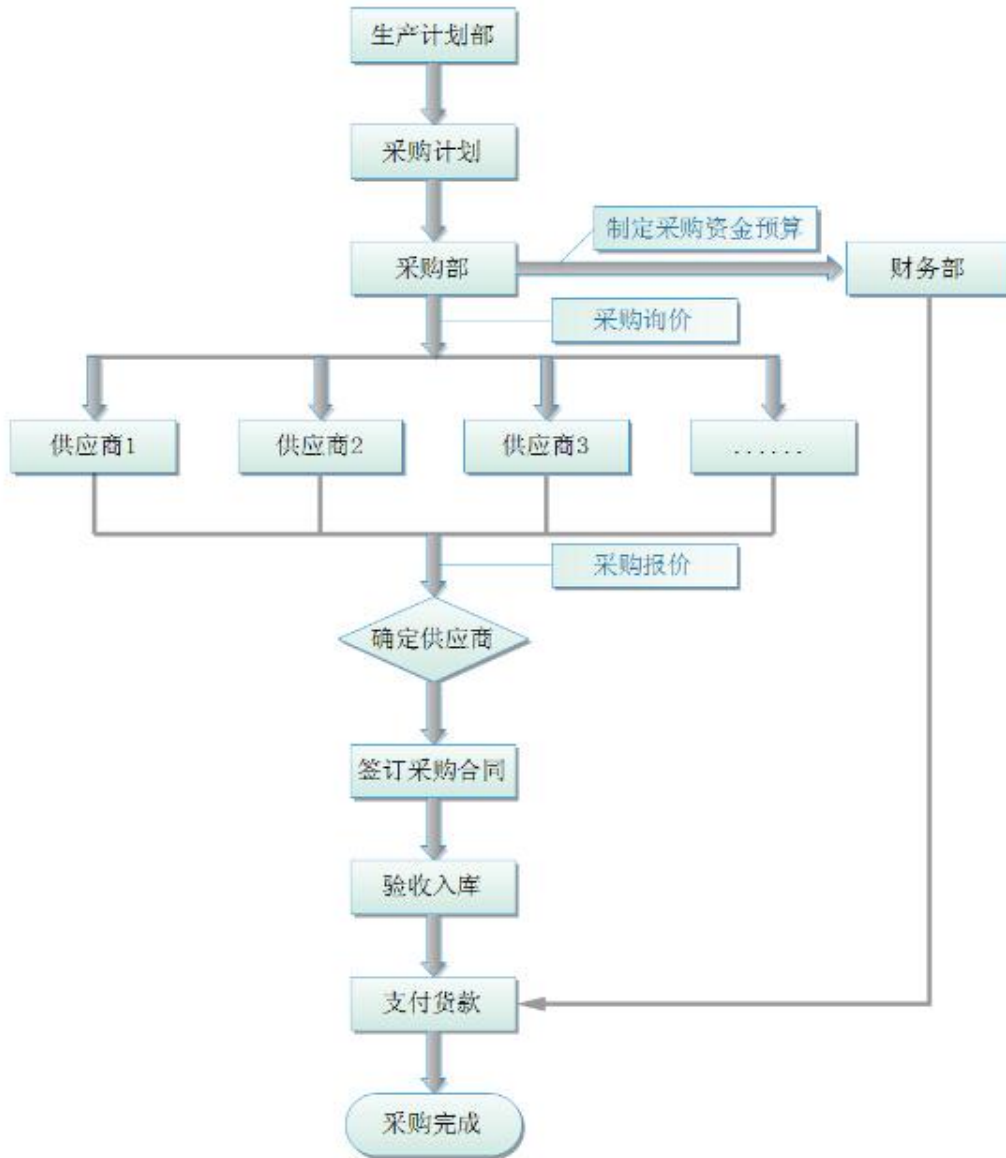 生产计划部
采购计划
制定采购资金预算
采购部
财务部
采购询价
供应商1
供应商2
供应商3
......
采购报价
确定供应商
签订采购合同
验收入库
支付货款
采购完成